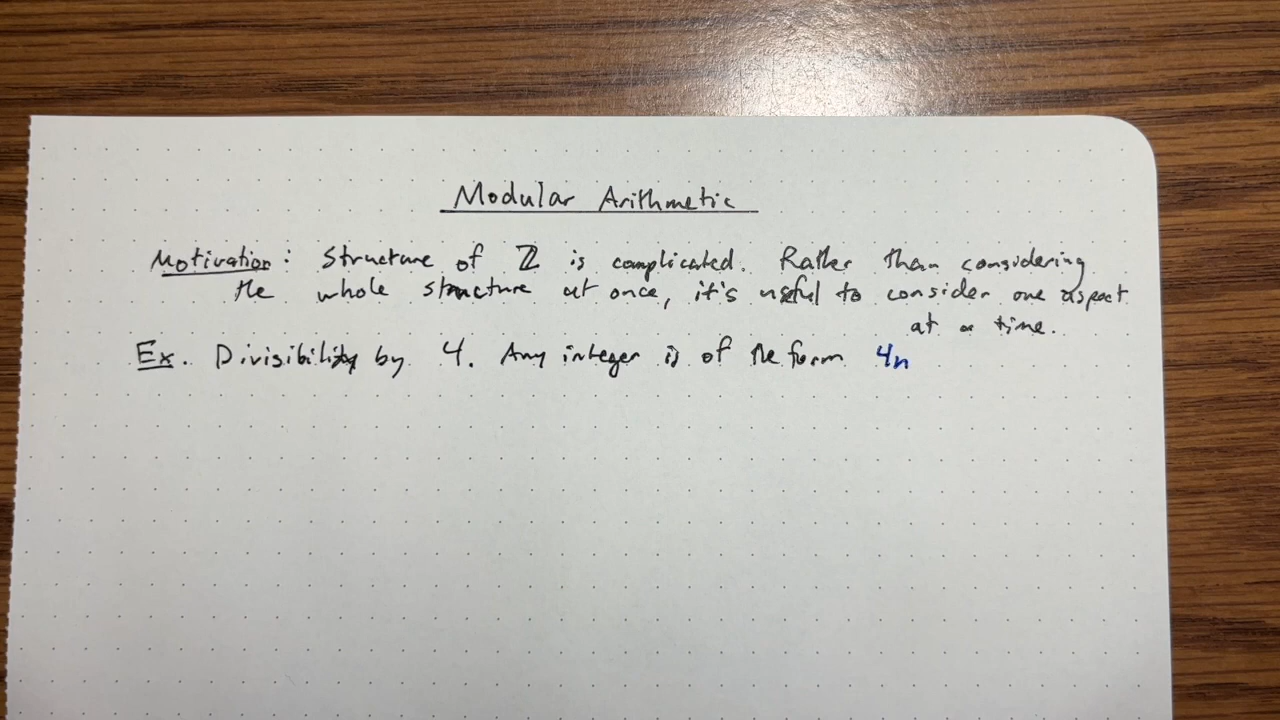 Modular Arithmetic
Motivation: Structure of ℤ is complicated. Rather than considering
the whole structure at once, it's useful to consider one aspect
at a time.
Ex. Divisibility by 4. Any integer is of the form 4n